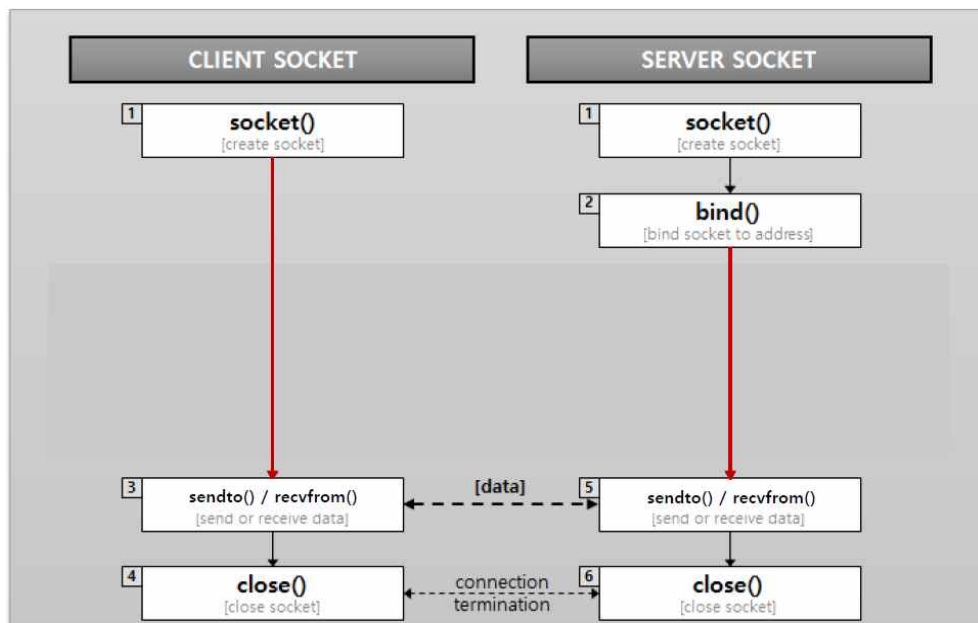 CLIENT SOCKET
SERVER SOCKET
1
socket()
[create socket]
1
socket()
[create socket]
2
bind()
[bind socket to address]
3
sendto() / recvfrom()
[send or receive data]
[data]
5
sendto() / recvfrom()
[send or receive data]
4
close()
[close socket]
connection
termination
6
close()
[close socket]